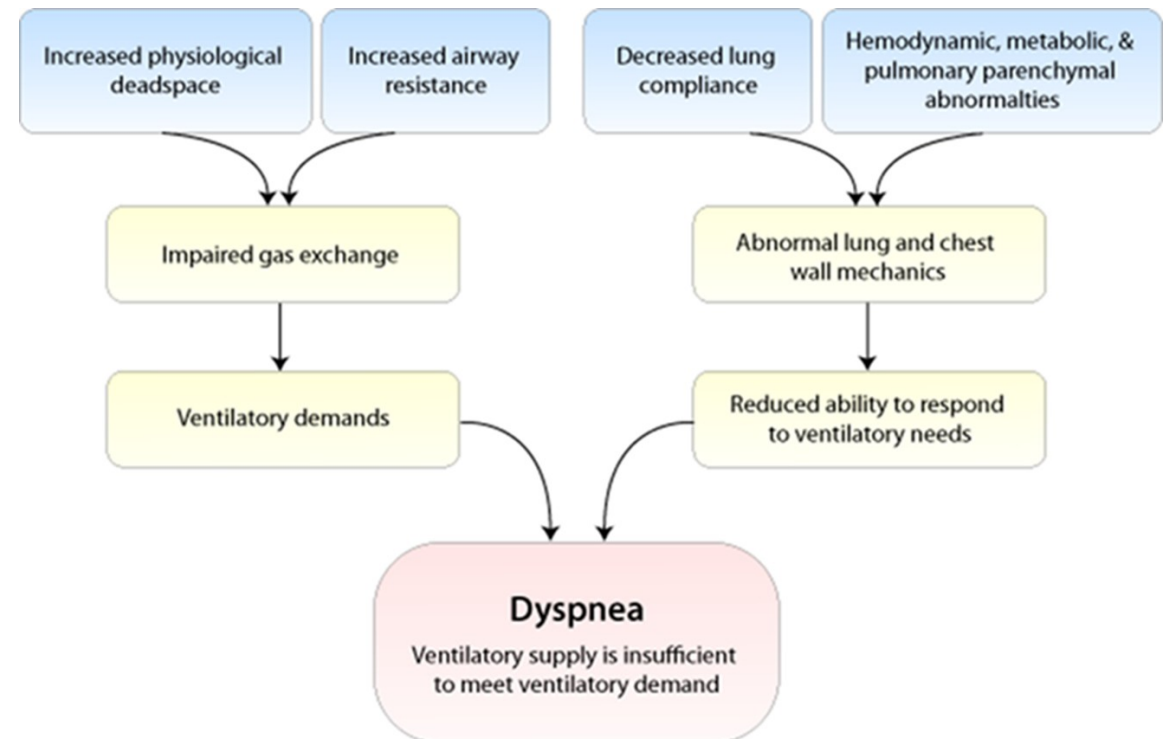 Increased physiological
deadspace
Increased airway
resistance
Decreased lung
compliance
Hemodynamic, metabolic, &
pulmonary parenchymal
abnormalties
Impaired gas exchange
Abnormal lung and chest
wall mechanics
Ventilatory demands
Reduced ability to respond
to ventilatory needs
Dyspnea
Ventilatory supply is insufficient
to meet ventilatory demand